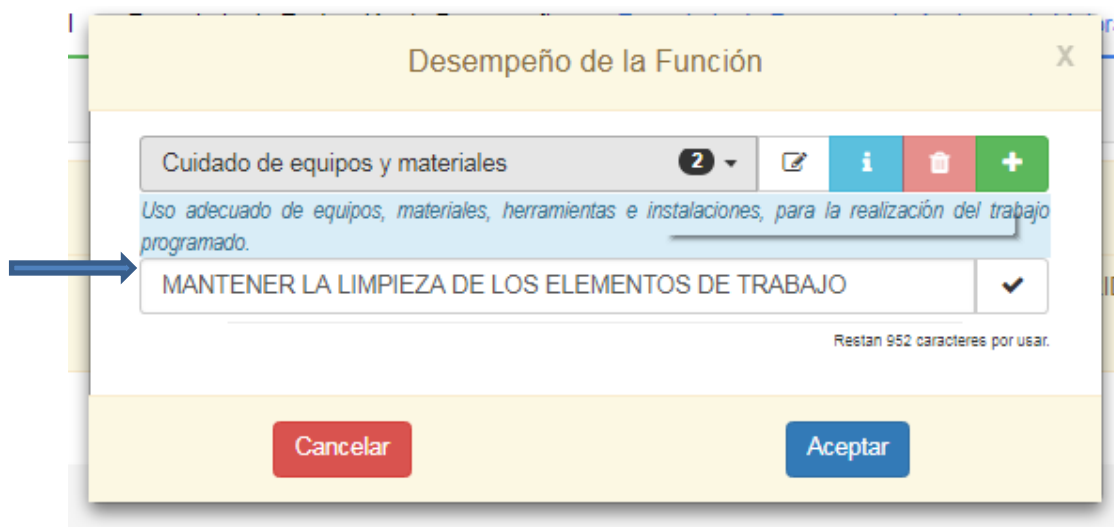 Desempeño de la Función
X
Cuidado de equipos y materiales 2
Uso adecuado de equipos, materiales, herramientas e instalaciones, para la realización del trabajo
programado.
MANTENER LA LIMPIEZA DE LOS ELEMENTOS DE TRABAJO
Restan 952 caracteres por usar.
Cancelar
Aceptar